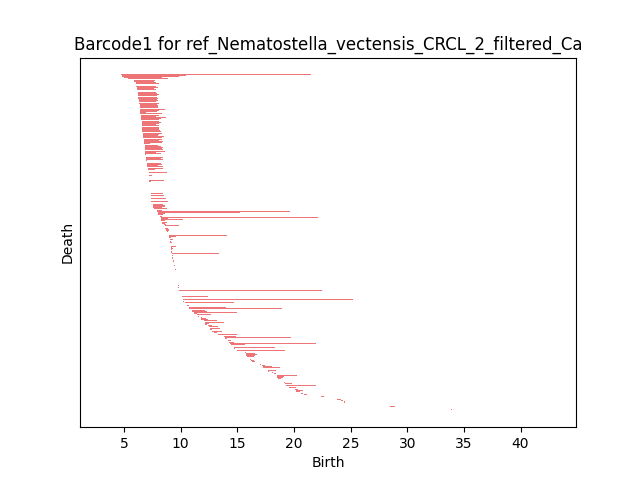 Barcode1 for ref_Nematostella_vectensis_CRCL_2_filtered_Ca
Death
5 10 15 20 25 30 35 40
Birth